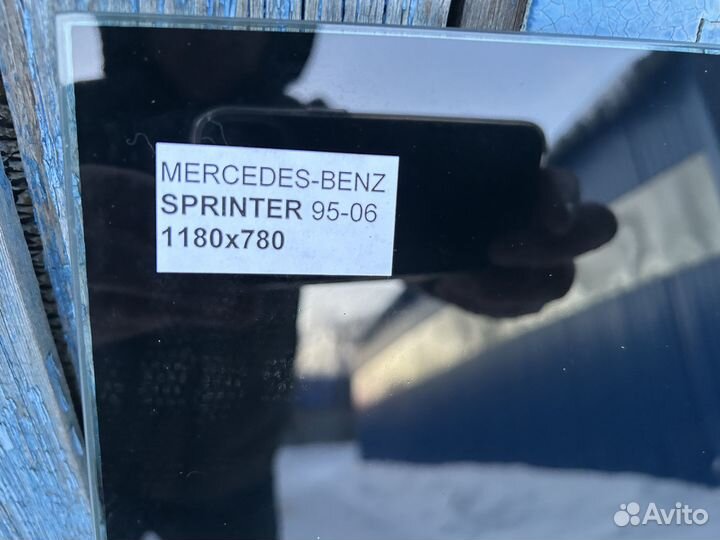 MERCEDES-BENZ
SPRINTER 95-06
1180x780
Avito